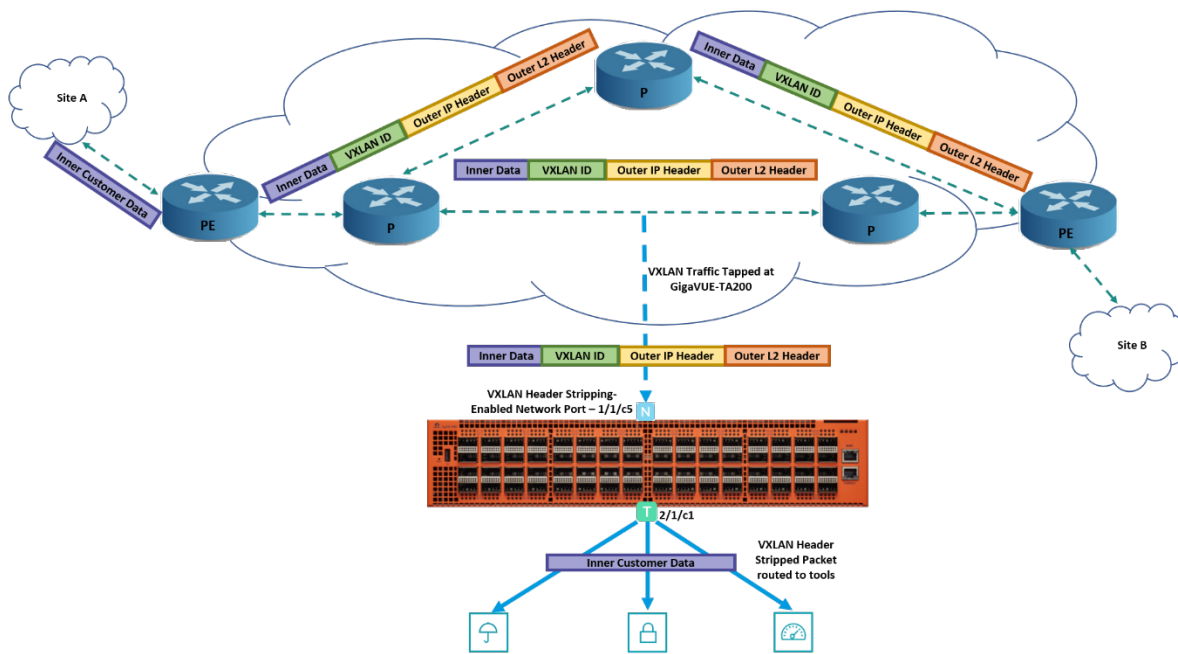 Site A
Inner Customer Data
PE
Inner Data VXLAN ID Outer IP Header Outer L2 Header
P
P
Inner Data VXLAN ID Outer IP Header Outer L2 Header
Inner Data VXLAN ID Outer IP Header Outer L2 Header
P
PE
Site B
VXLAN Traffic Tapped at
GigaVUE-TA200
Inner Data VXLAN ID Outer IP Header Outer L2 Header
VXLAN Header Stripping-
Enabled Network Port – 1/1/c5
N
T
2/1/c1
Inner Customer Data
VXLAN Header
Stripped Packet
routed to tools